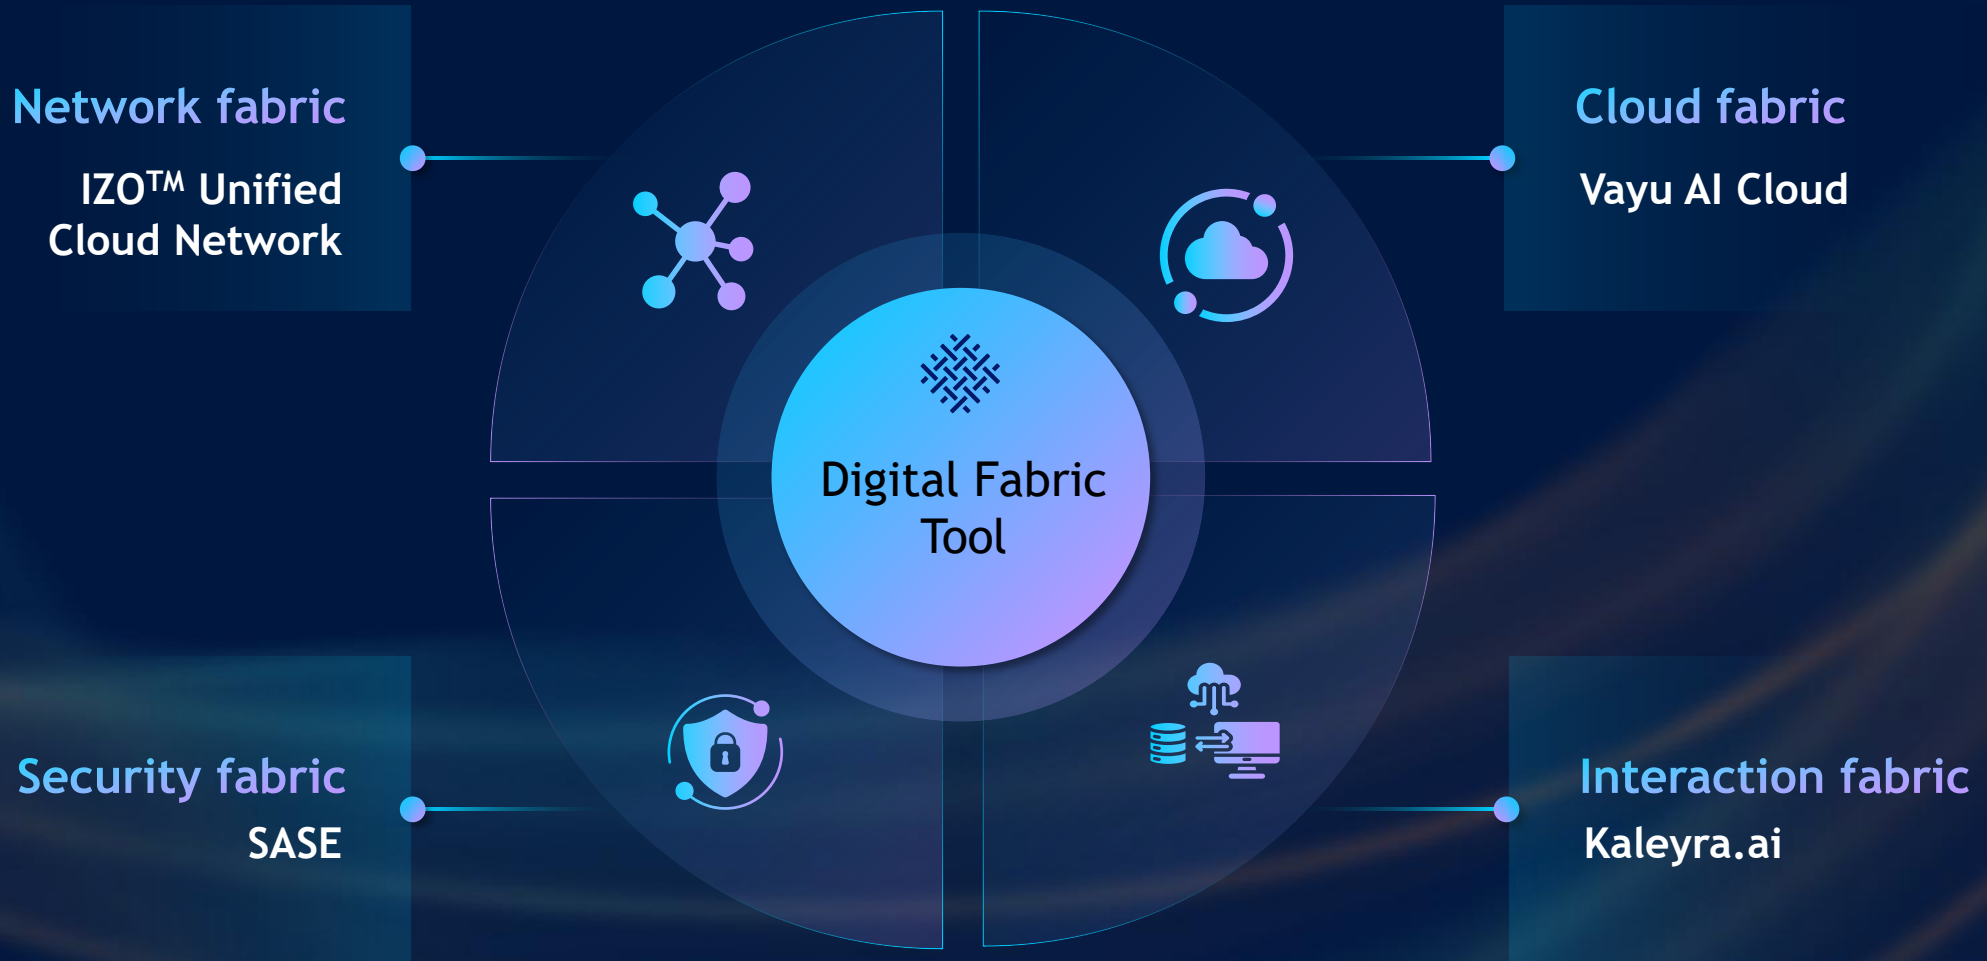 Network fabric
IZO™ Unified
Cloud Network
Cloud fabric
Vayu AI Cloud
Digital Fabric
Tool
Security fabric
SASE
Interaction fabric
Kaleyra.ai